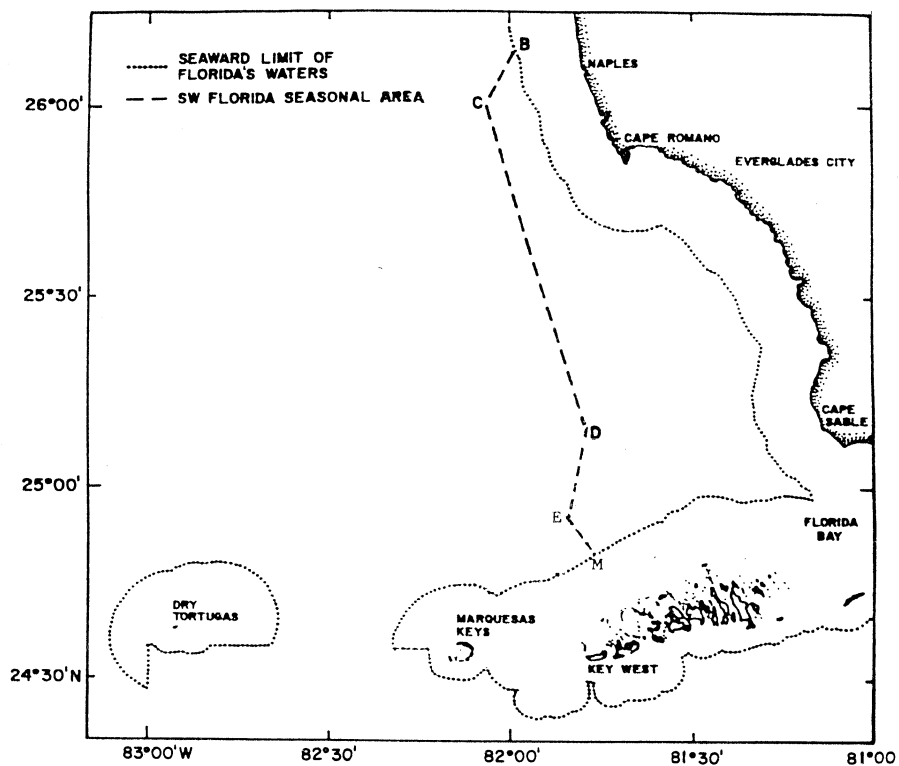 SEAWARD LIMIT OF
FLORIDA'S WATERS
SW FLORIDA SEASONAL AREA
B
NAPLES
26°00'
C
CAPE ROMANO
EVERGLADES CITY
25°30'
CAPE
SABLE
D
25°00'
E
FLORIDA
BAY
M
DRY
TORTUGAS
MARQUESAS
KEYS
KEY WEST
24°30'N
83°00'W
82°30'
82°00'
81°30'
81°00'